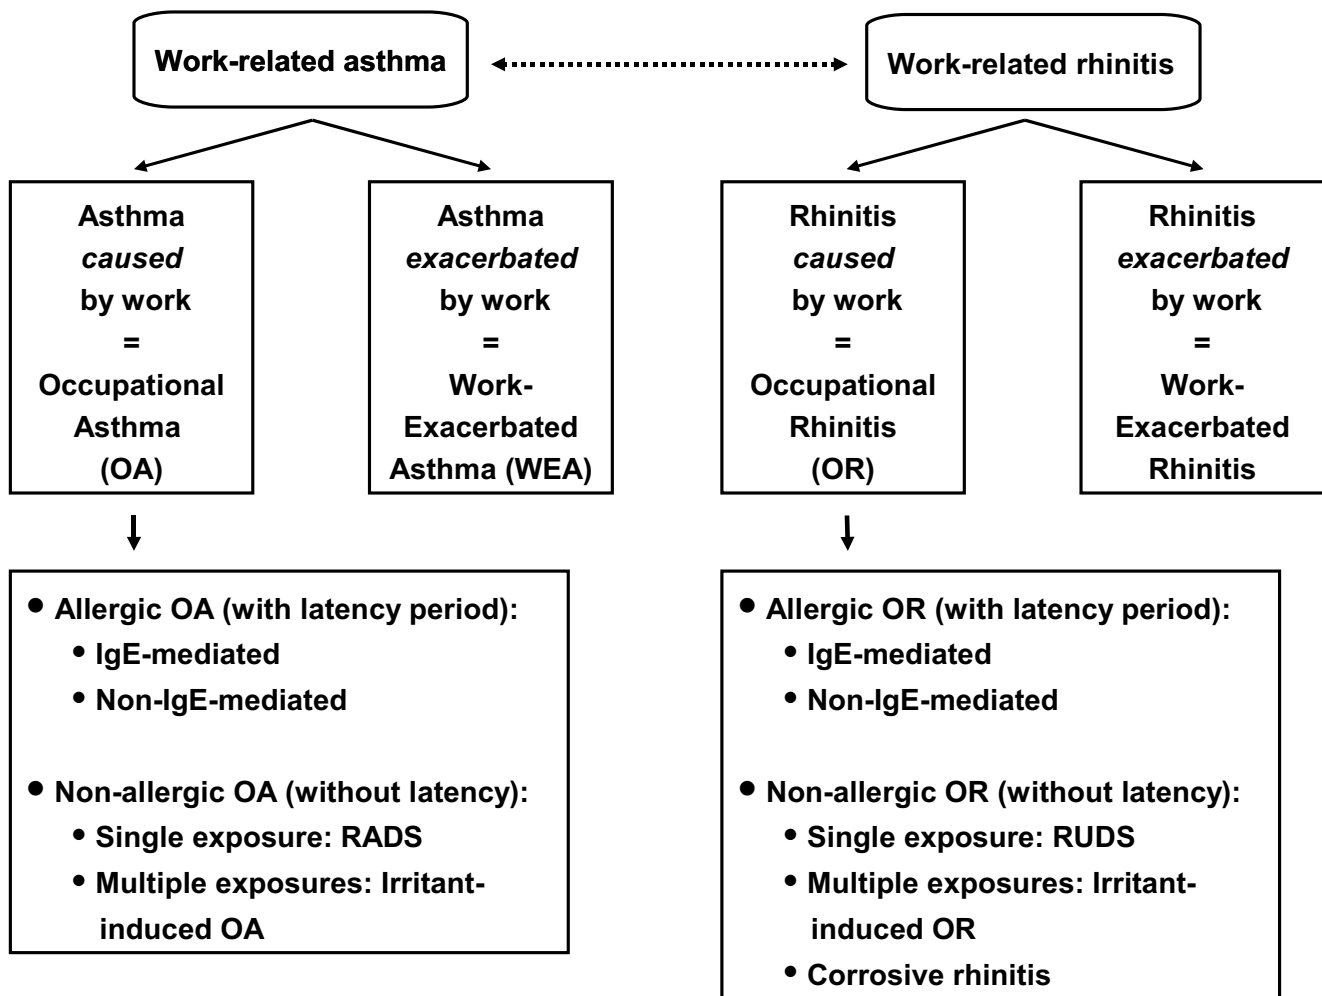 Work-related asthma
Work-related rhinitis
Asthma
caused
by work
=
Occupational
Asthma
(OA)
Asthma
exacerbated
by work
=
Work-
Exacerbated
Asthma (WEA)
Rhinitis
caused
by work
=
Occupational
Rhinitis
(OR)
Rhinitis
exacerbated
by work
=
Work-
Exacerbated
Rhinitis
• Allergic OA (with latency period):
• IgE-mediated
• Non-IgE-mediated
• Non-allergic OA (without latency):
• Single exposure: RADS
• Multiple exposures: Irritant-
induced OA
• Allergic OR (with latency period):
• IgE-mediated
• Non-IgE-mediated
• Non-allergic OR (without latency):
• Single exposure: RUDS
• Multiple exposures: Irritant-
induced OR
• Corrosive rhinitis